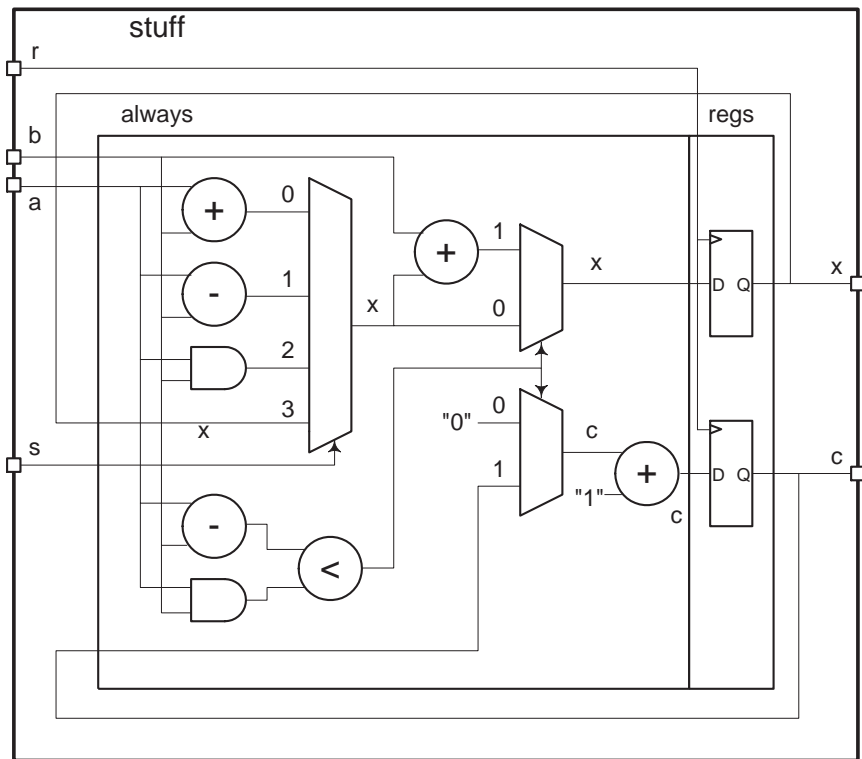 stuff
r
always
regs
b
a
+
0
1
+
x
x
-
1
x
D Q
0
+
2
3
x
"0"
0
c
s
1
+
D Q
c
"1"
c
-
<